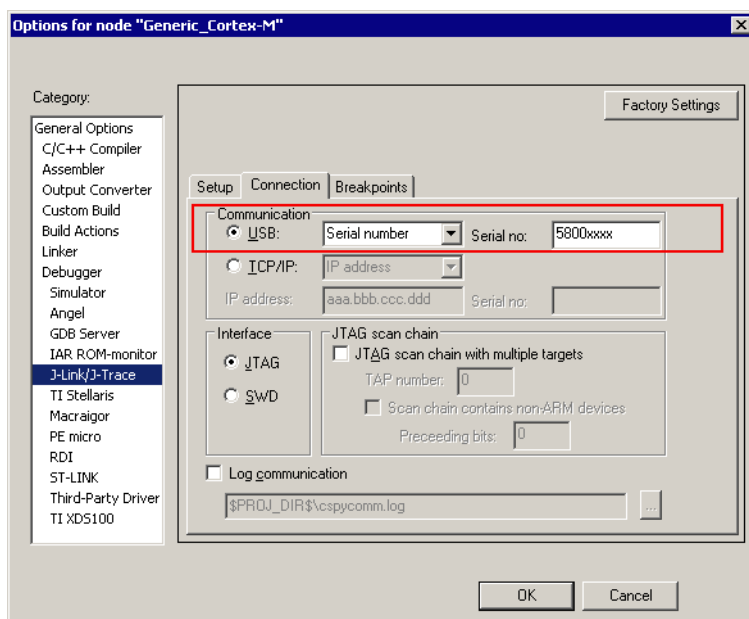 Options for node "Generic_Cortex-M"
Category:
General Options
C/C++ Compiler
Assembler
Output Converter
Custom Build
Build Actions
Linker
Debugger
Simulator
Angel
GDB Server
IAR ROM-monitor
J-Link/J-Trace
TI Stellaris
Macraigor
PE micro
RDI
ST-LINK
Third-Party Driver
TI XDS100
Factory Settings
Setup Connection Breakpoints
Communication
USB: Serial number Serial no: 5800xxxx
TCP/IP: IP address
IP address: aaa.bbb.ccc.ddd Serial no:
Interface
JTAG
SWD
JTAG scan chain
JTAG scan chain with multiple targets
TAP number: 0
Scan chain contains non-ARM devices
Preceeding bits: 0
Log communication
$PROJ_DIR$\cspycomm.log ...
OK Cancel